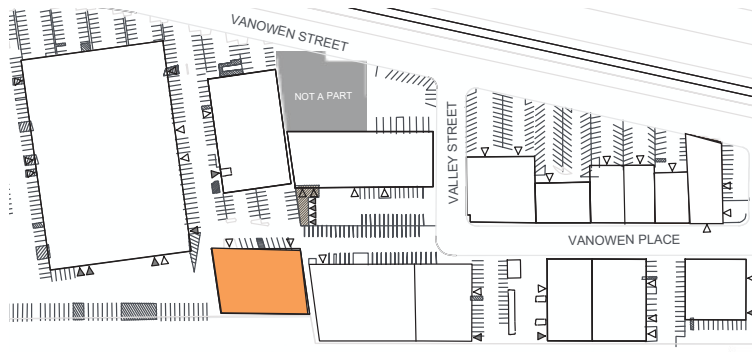 VANOWEN STREET
NOT A PART
VALLEY STREET
VANOWEN PLACE